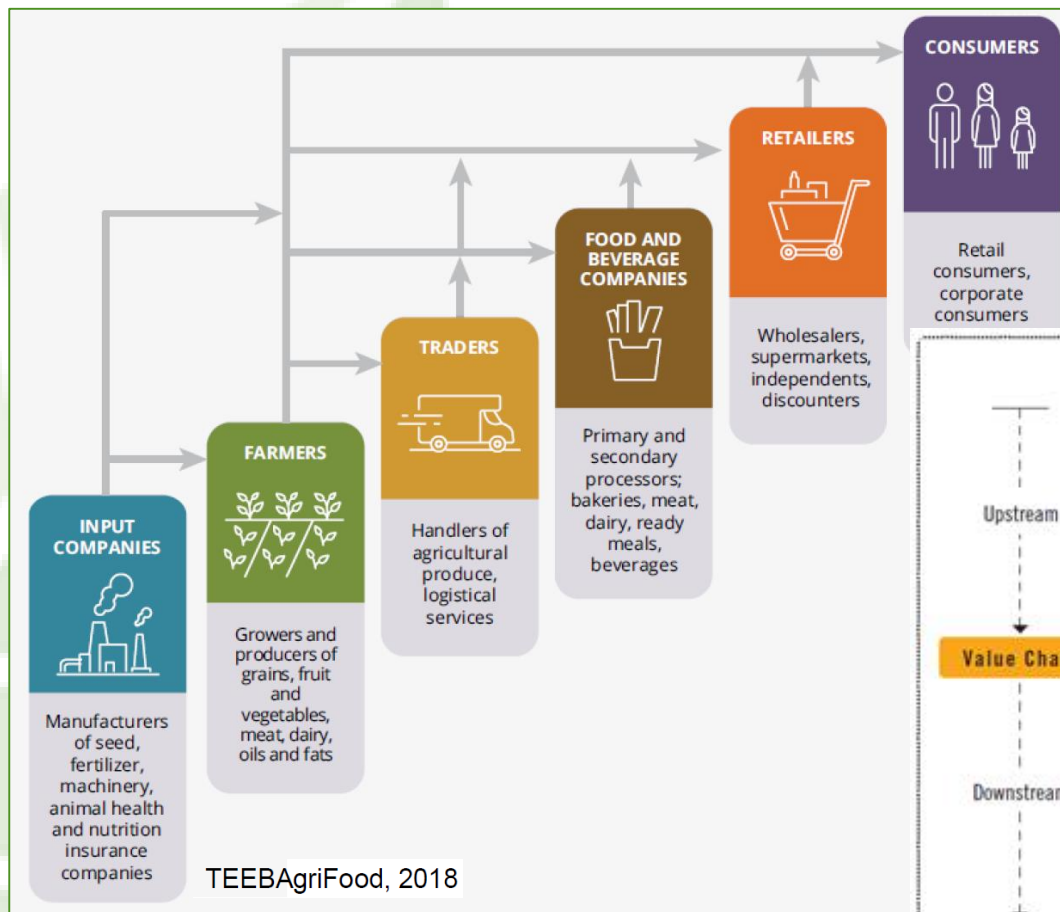 INPUT
COMPANIES
Manufacturers
of seed,
fertilizer,
machinery,
animal health
and nutrition
insurance
companies
FARMERS
Growers and
producers of
grains, fruit
and
vegetables,
meat, dairy,
oils and fats
TRADERS
Handlers of
agricultural
produce,
logistical
services
FOOD AND
BEVERAGE
COMPANIES
Primary and
secondary
processors;
bakeries, meat,
dairy, ready
meals,
beverages
RETAILERS
Wholesalers,
supermarkets,
independents,
discounters
CONSUMERS
Retail
consumers,
corporate
consumers
Upstream
Value Cha
Downstream
TEEBAgriFood, 2018